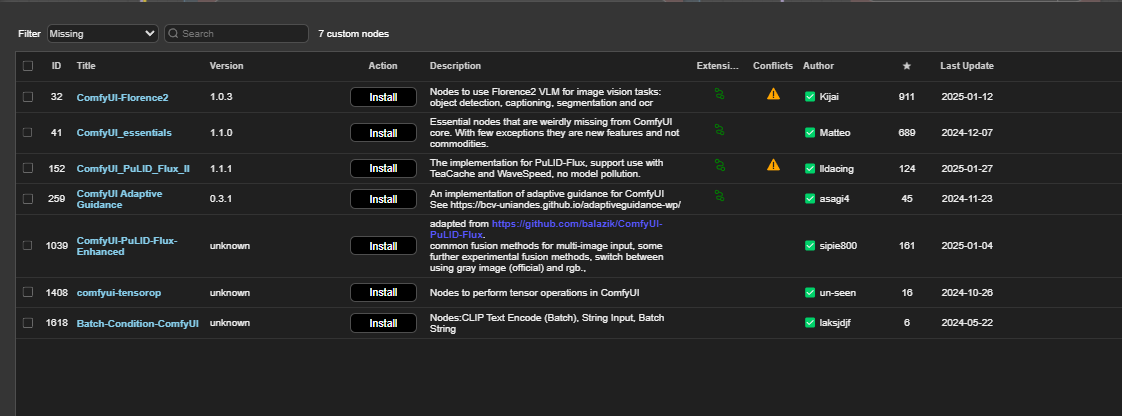 Filter Missing Search 7 custom nodes
ID Title Version Action Description Extensi... Conflicts Author ★ Last Update
32 ComfyUI-Florence2 1.0.3 Install Nodes to use Florence2 VLM for image vision tasks:
object detection, captioning, segmentation and ocr Kijai 911 2025-01-12
41 ComfyUI_essentials 1.1.0 Install Essential nodes that are weirdly missing from ComfyUI
core. With few exceptions they are new features and not
commodities. Matteo 689 2024-12-07
152 ComfyUI_PuLID_Flux_ll 1.1.1 Install The implementation for PuLID-Flux, support use with
TeaCache and WaveSpeed, no model pollution. lldacing 124 2025-01-27
259 ComfyUI Adaptive
Guidance 0.3.1 Install An implementation of adaptive guidance for ComfyUI
See https://bcv-uniandes.github.io/adaptiveguidance-wp/ asagi4 45 2024-11-23
1039 ComfyUI-PuLID-Flux-
Enhanced unknown Install adapted from https://github.com/balazik/ComfyUI-
PuLID-Flux.
common fusion methods for multi-image input, some
further experimental fusion methods, switch between
using gray image (official) and rgb., sipie800 161 2025-01-04
1408 comfyui-tensorop unknown Install Nodes to perform tensor operations in ComfyUI un-seen 16 2024-10-26
1618 Batch-Condition-ComfyUI unknown Install Nodes:CLIP Text Encode (Batch), String Input, Batch
String laksjdjf 6 2024-05-22